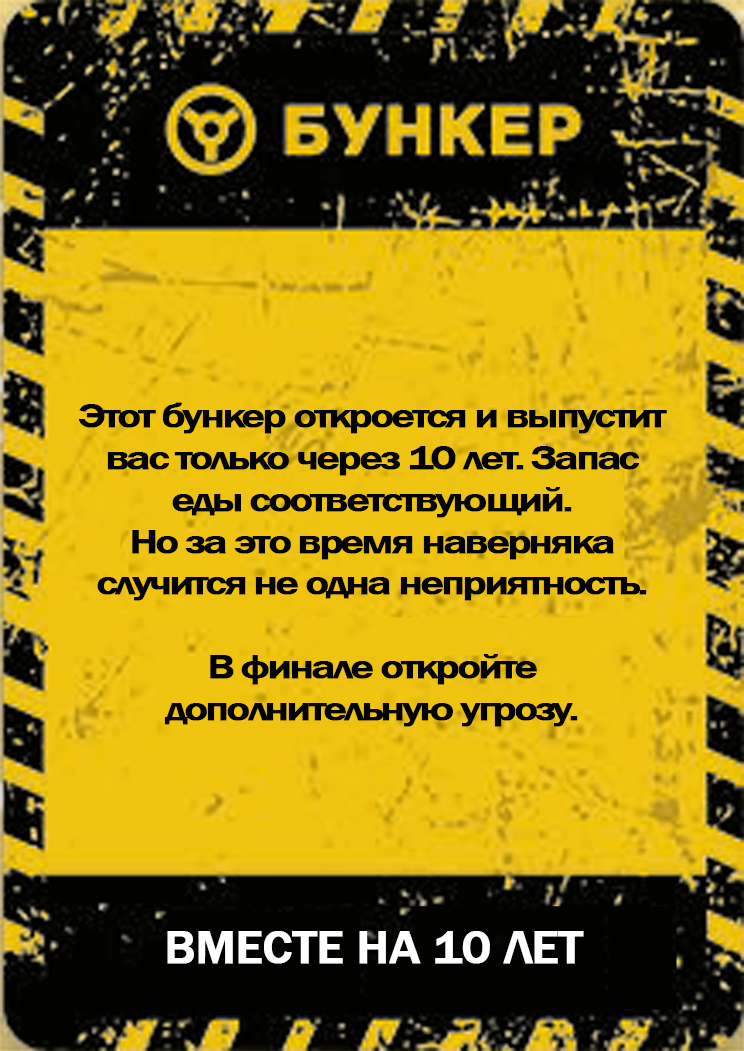 БУНКЕР
Этот бункер откроется и выпустит
вас только через 10 лет. Запас
еды соответствующий.
Но за это время наверняка
случится не одна неприятность.
В финале откройте
дополнительную угрозу.
ВМЕСТЕ НА 10 ЛЕТ